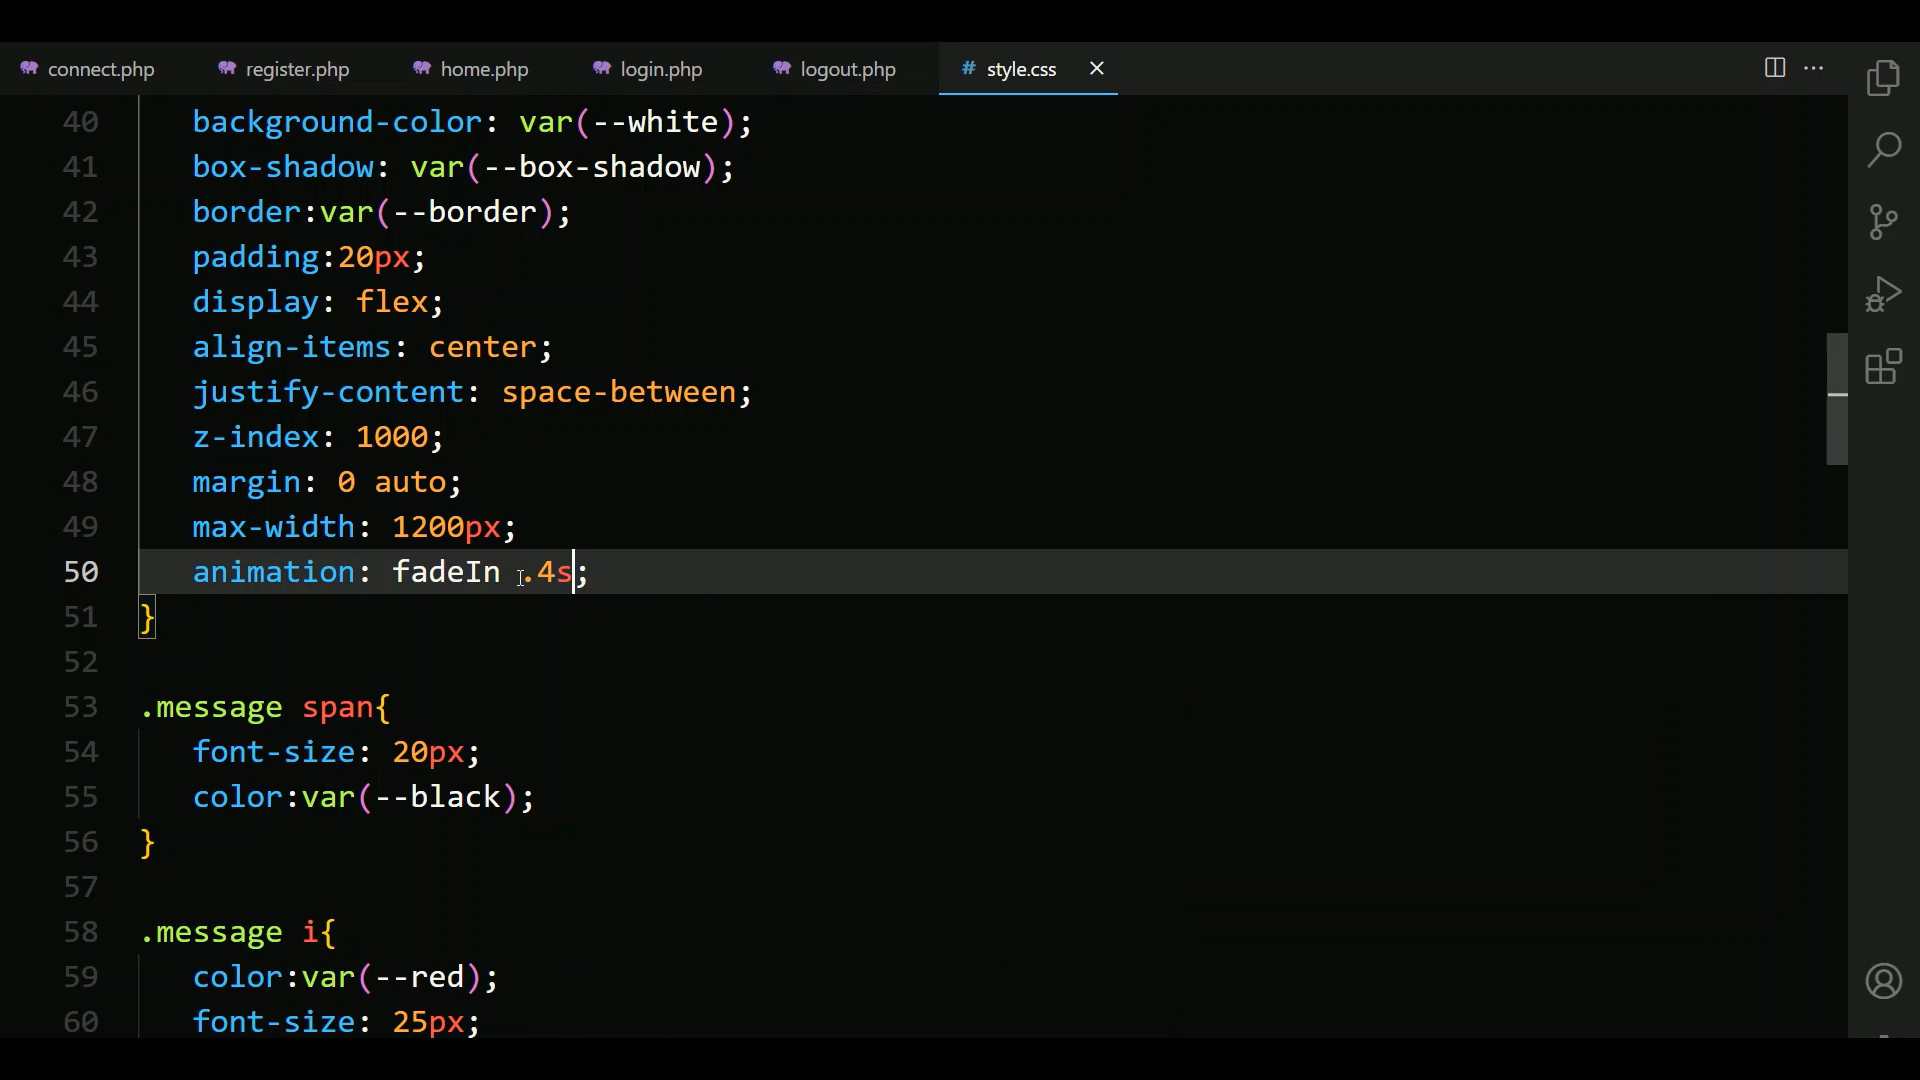 connect.php register.php home.php login.php logout.php # style.css
40 background-color: var(--white);
41 box-shadow: var(--box-shadow);
42 border:var(--border);
43 padding:20px;
44 display: flex;
45 align-items: center;
46 justify-content: space-between;
47 z-index: 1000;
48 margin: 0 auto;
49 max-width: 1200px;
50 animation: fadeIn .4s;
51 }
52
53 .message span{
54 font-size: 20px;
55 color:var(--black);
56 }
57
58 .message i{
59 color:var(--red);
60 font-size: 25px;